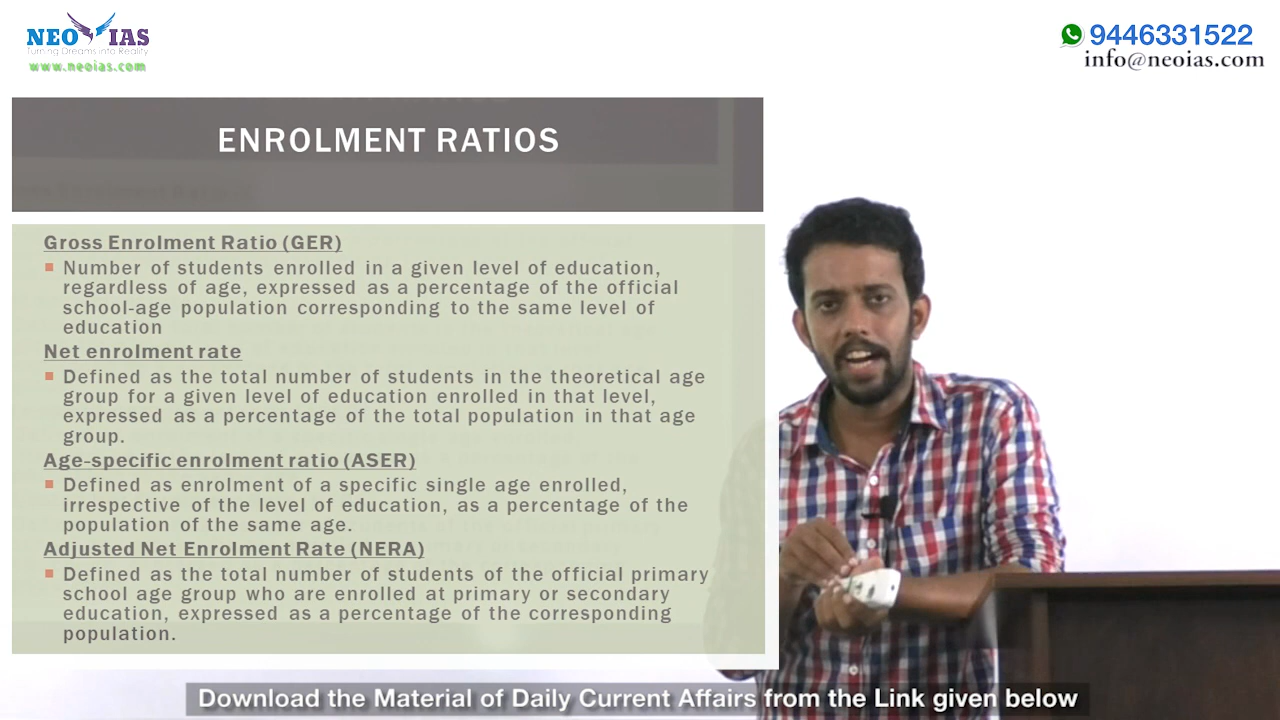 NEO IAS
Turning Dreams into Reality
www.neoias.com
9446331522
info@neoias.com
ENROLMENT RATIOS
Gross Enrolment Ratio (GER)
Number of students enrolled in a given level of education,
regardless of age, expressed as a percentage of the official
school-age population corresponding to the same level of
education
Net enrolment rate
Defined as the total number of students in the theoretical age
group for a given level of education enrolled in that level,
expressed as a percentage of the total population in that age
group.
Age-specific enrolment ratio (ASER)
Defined as enrolment of a specific single age enrolled,
irrespective of the level of education, as a percentage of the
population of the same age.
Adjusted Net Enrolment Rate (NERA)
Defined as the total number of students of the official primary
school age group who are enrolled at primary or secondary
education, expressed as a percentage of the corresponding
population.
Download the Material of Daily Current Affairs from the Link given below